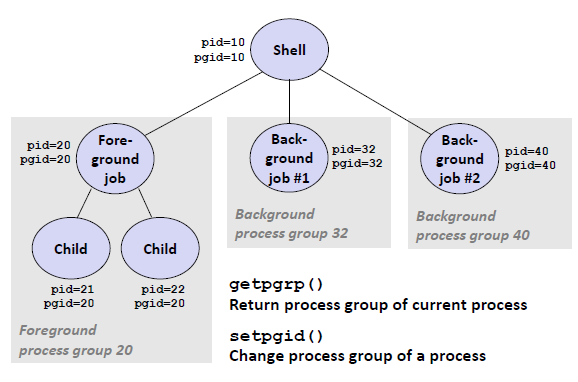 pid=10
pgid=10
Shell
pid=20
pgid=20
Fore-
ground
job
Back-
ground
job #1
pid=32
pgid=32
Back-
ground
job #2
pid=40
pgid=40
Background
process group 32
Background
process group 40
Child
Child
pid=21
pgid=20
pid=22
pgid=20
Foreground
process group 20
getpgrp()
Return process group of current process
setpgid()
Change process group of a process